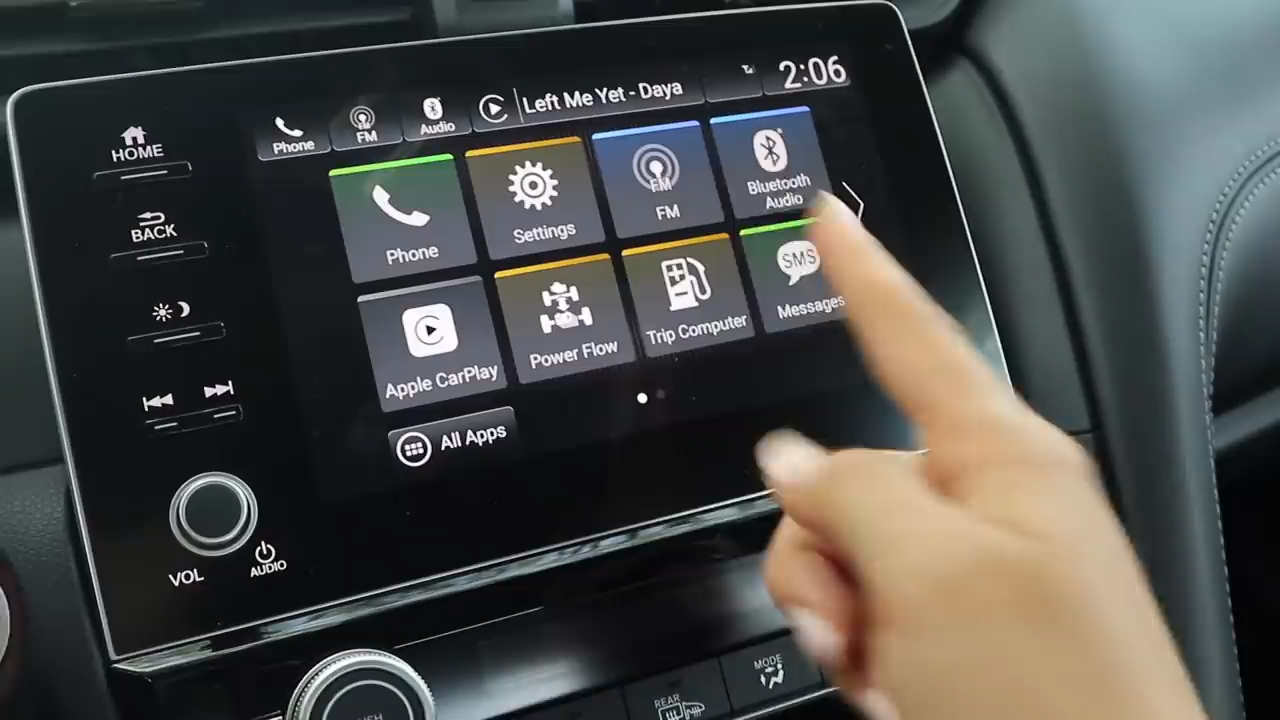 HOME
BACK
VOL
AUDIO
Phone
FM
Audio
Left Me Yet - Daya
2:06
Phone
Settings
FM
FM
Bluetooth
Audio
Apple CarPlay
Power Flow
Trip Computer
SMS
Messages
All Apps
REAR
MODE